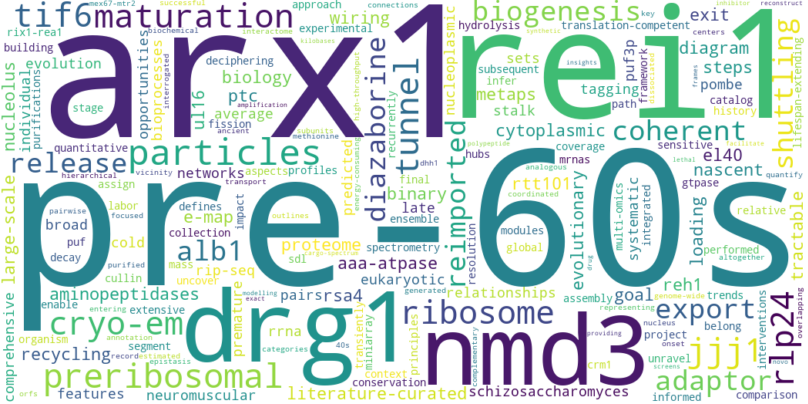 tif6 maturation
arx1
rei1
biogenesis
wiring
exit
approach
connections
key
inhibitor
reconstruct
mex67-mtr2
successful
biochemical
interactome
experimental
kilobases
hydrolysis
translation-competent
rix1-rea1
building
within
interrogated
deciphering
synthetic
insights
centers
evolution
biology
subsequent
sets
diagram
framework
puf3p
nucleolus
individual
purifications
opportunities
bioprocesses
ul16
ptc
average
amplification
high-throughput
infer
frames
steps
stage
fission
ancient
methionine
subunits
recurrently
metaps
tagging
path
pombe
catalog
history
shuttling
lifespan-extending
nucleoplasmic
quantitative
particles
diazaborine
tunnel
stalk
cytoplasmic
coherent
release
hierarchical
vicinity
polypeptide
dhh1
hubs
coverage
sensitive
lethal
facilitate
large-scale
networks
aspects
profiles
predicted
energy-consuming
mrnas
analogous
el40
quantify
pre-60s
assign
transport
final
reimported
rtt101
coordinated
gtpase
nascent
pairwise
focused
defines
e-map
impact
binary
late
evolutionary
modules
systematic
multi-omics
integrated
loading
relative
tractable
labor
outlines
broad
collection
alb1
ensemble
global
performed
altogether
puf
cold
proteome
spectrometry
resolution
decay
purified
mass
rip-seq
sdl
large-spectrum
aaa-atpase
eukaryotic
relationships
reh1
genome-wide
trends
cullin
uncover
modelling
exact
assembly
goal
representing
belong
interventions
aminopeptidases
premature
pairs
rsa4
generated
nucleus
project
onset
overlapping
comprehensive
enable
extensive
entering
rrna
transiently
miniarray
drg1
ribosome
export
rlp24
cryo-em
annotation
organism
recycling
record
estimated
categories
principles
providing
nmd3
complementary
unravel
jjj1
move
segment
epistasis
40s
context
crm1
preribosomal
adaptor
features
conservation
screens
orfs
neuromuscular
literature-curated
schizosaccharomyces
informed
comparison
drug